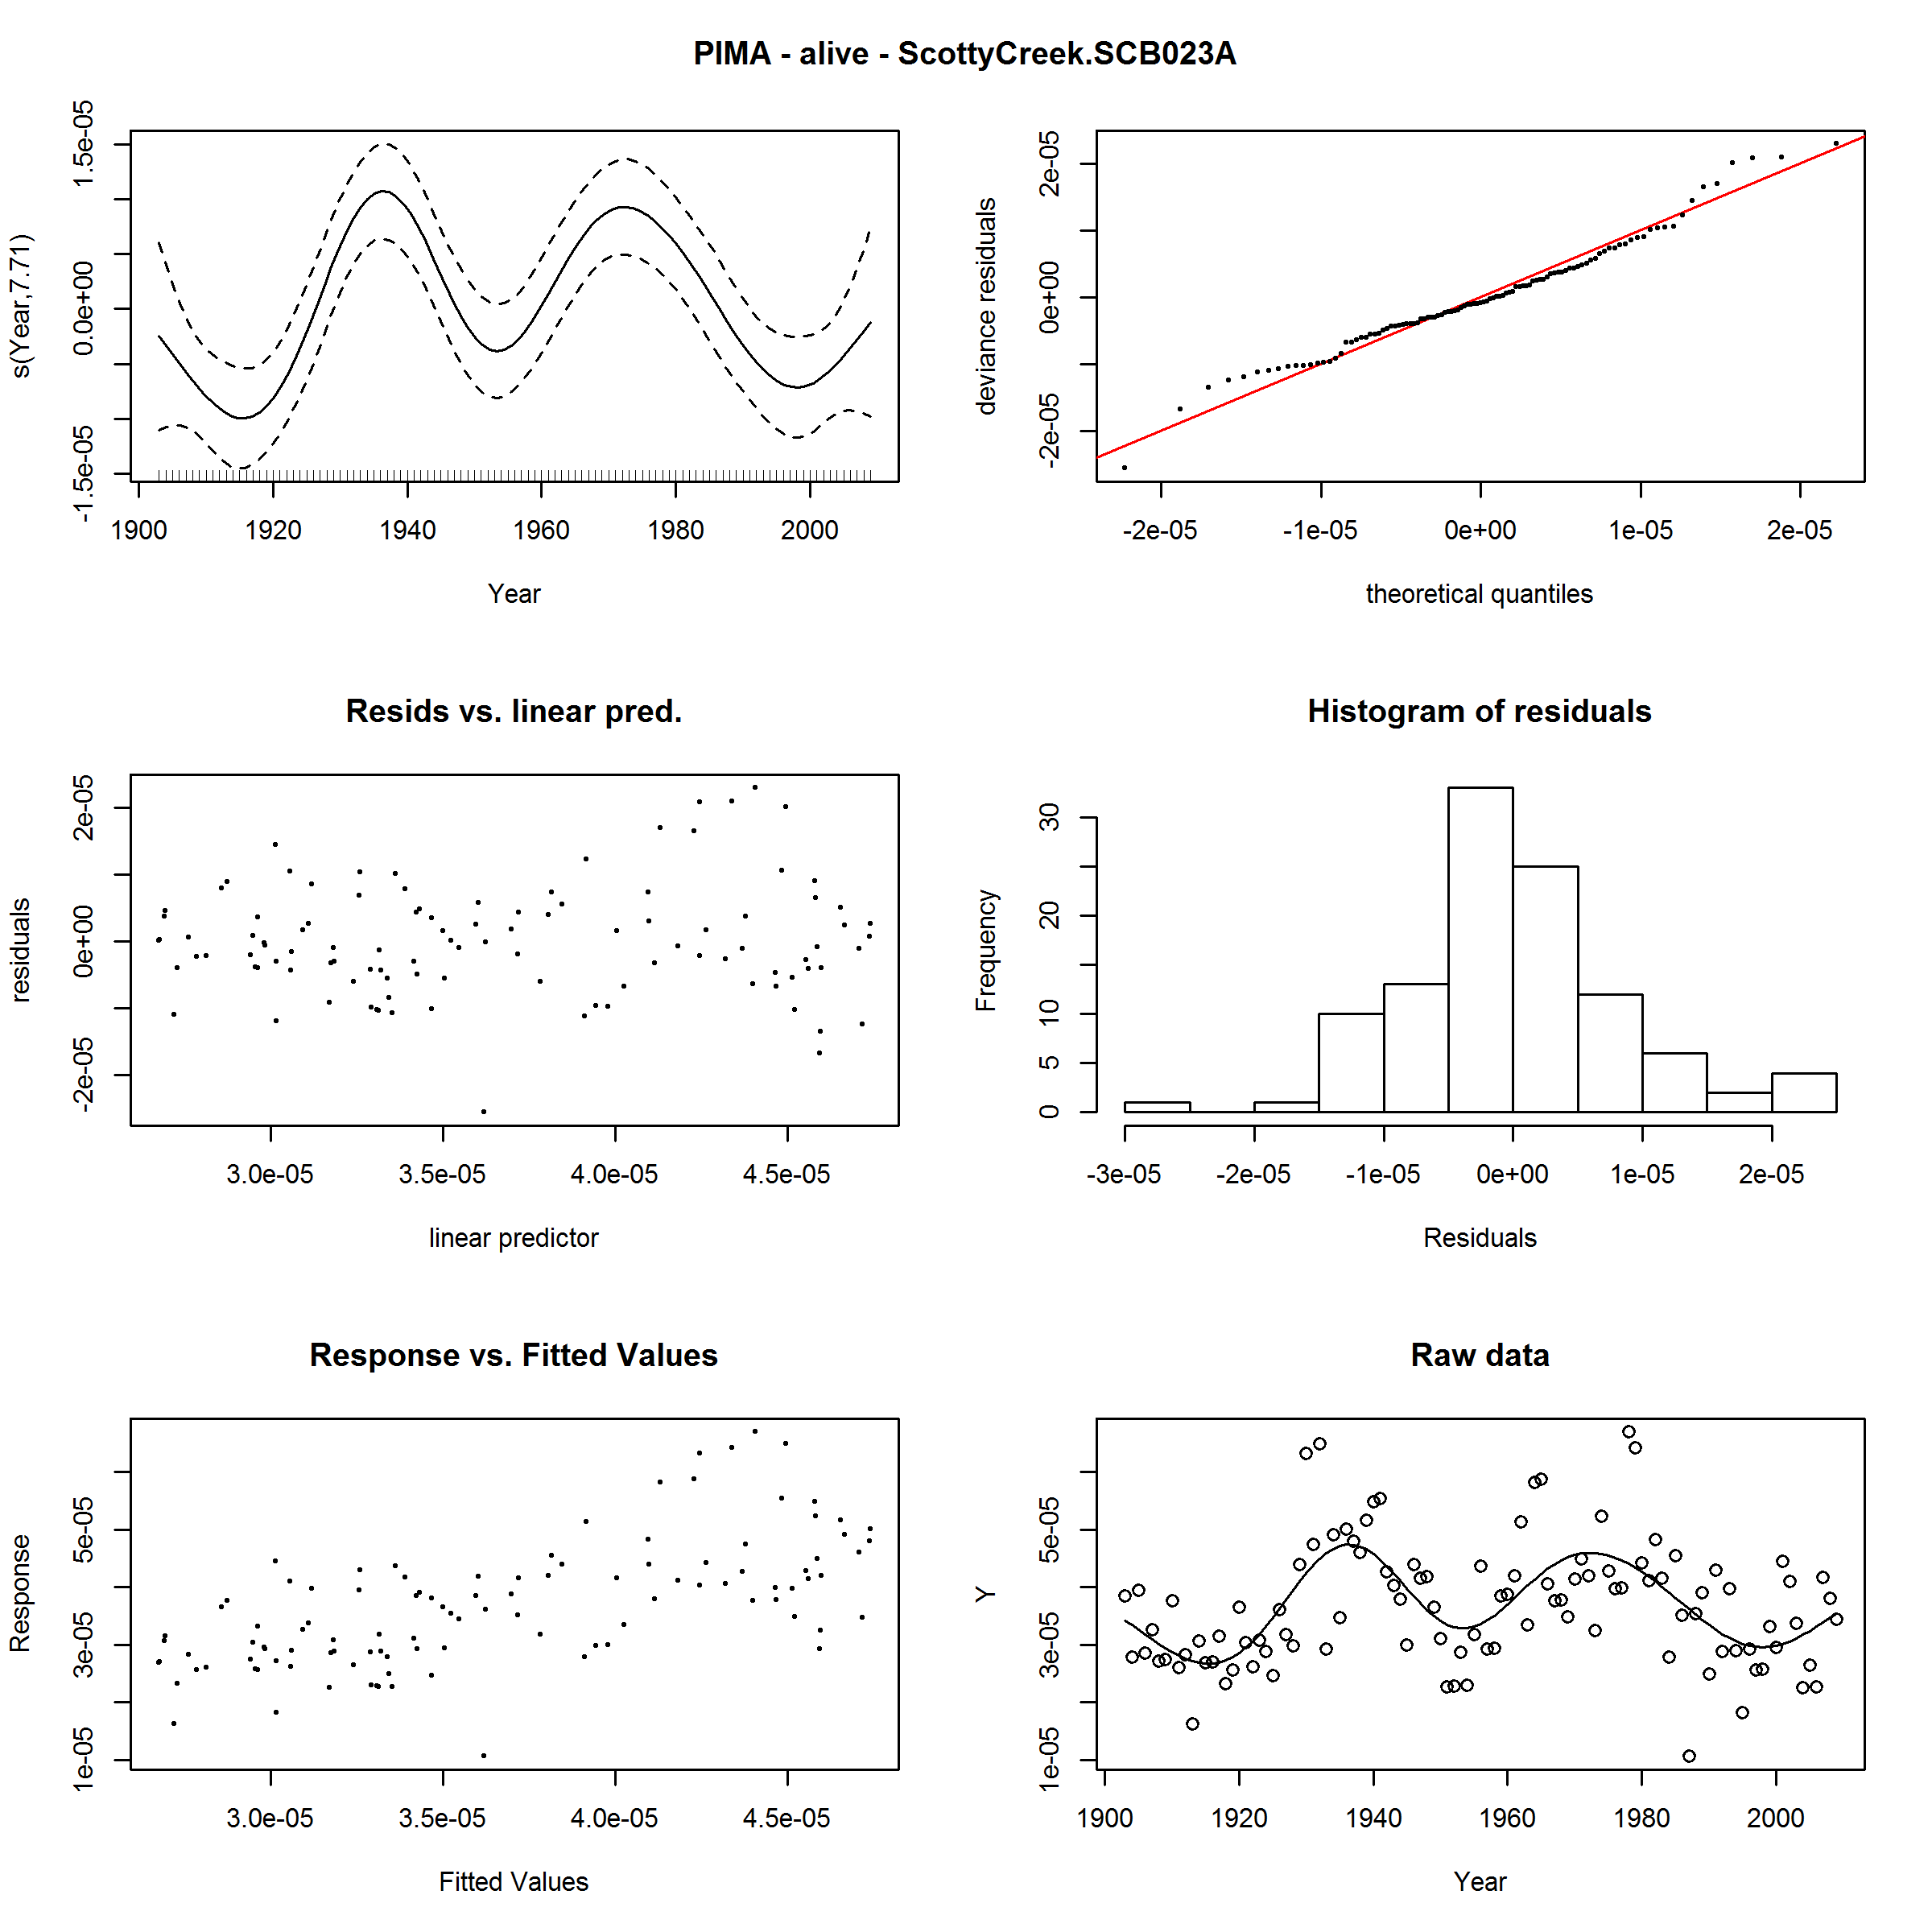 PIMA - alive - ScottyCreek.SCB023A
s(Year,7.71)
-1.5e-05 0.0e+00 1.5e-05
1900 1920 1940 1960 1980 2000
Year
deviance residuals
-2e-05 0e+00 2e-05
-2e-05 -1e-05 0e+00 1e-05 2e-05
theoretical quantiles
Resids vs. linear pred.
residuals
-2e-05 0e+00 2e-05
3.0e-05 3.5e-05 4.0e-05 4.5e-05
linear predictor
Histogram of residuals
Frequency
0 5 10 20 30
-3e-05 -2e-05 -1e-05 0e+00 1e-05 2e-05
Residuals
Response vs. Fitted Values
Response
1e-05 3e-05 5e-05
3.0e-05 3.5e-05 4.0e-05 4.5e-05
Fitted Values
Raw data
Y
1e-05 3e-05 5e-05
1900 1920 1940 1960 1980 2000
Year